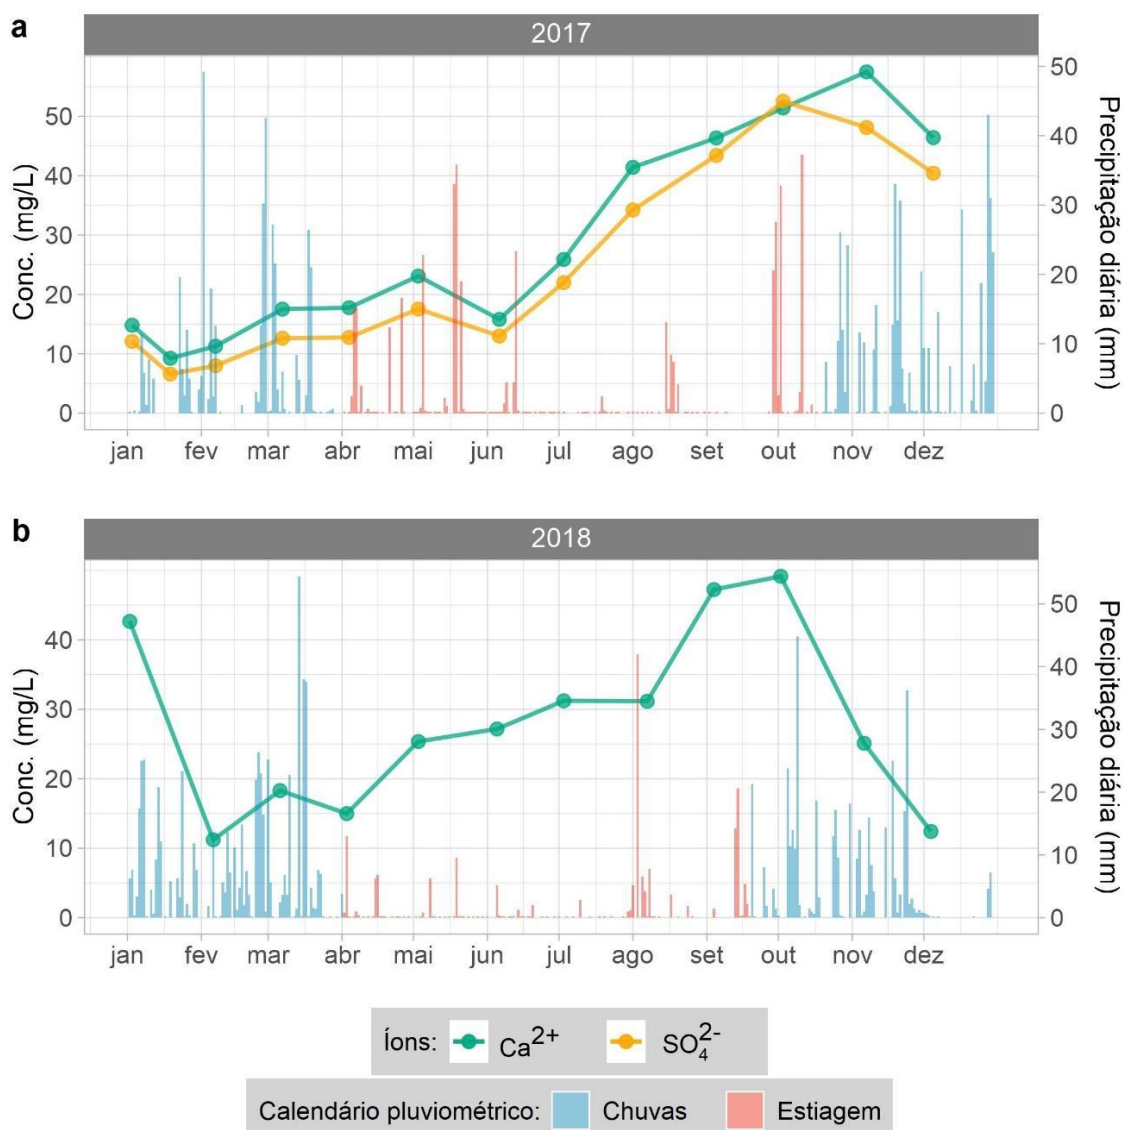 a
2017
Conc. (mg/L)
50
40
30
20
10
0
50
40
30
20
10
0
Precipitação diária (mm)
jan fev mar abr mai jun jul ago set out nov dez
b
2018
Conc. (mg/L)
40
30
20
10
0
50
40
30
20
10
0
Precipitação diária (mm)
jan fev mar abr mai jun jul ago set out nov dez
Íons: Ca²⁺ SO₄²⁻
Calendário pluviométrico: Chuvas Estiagem